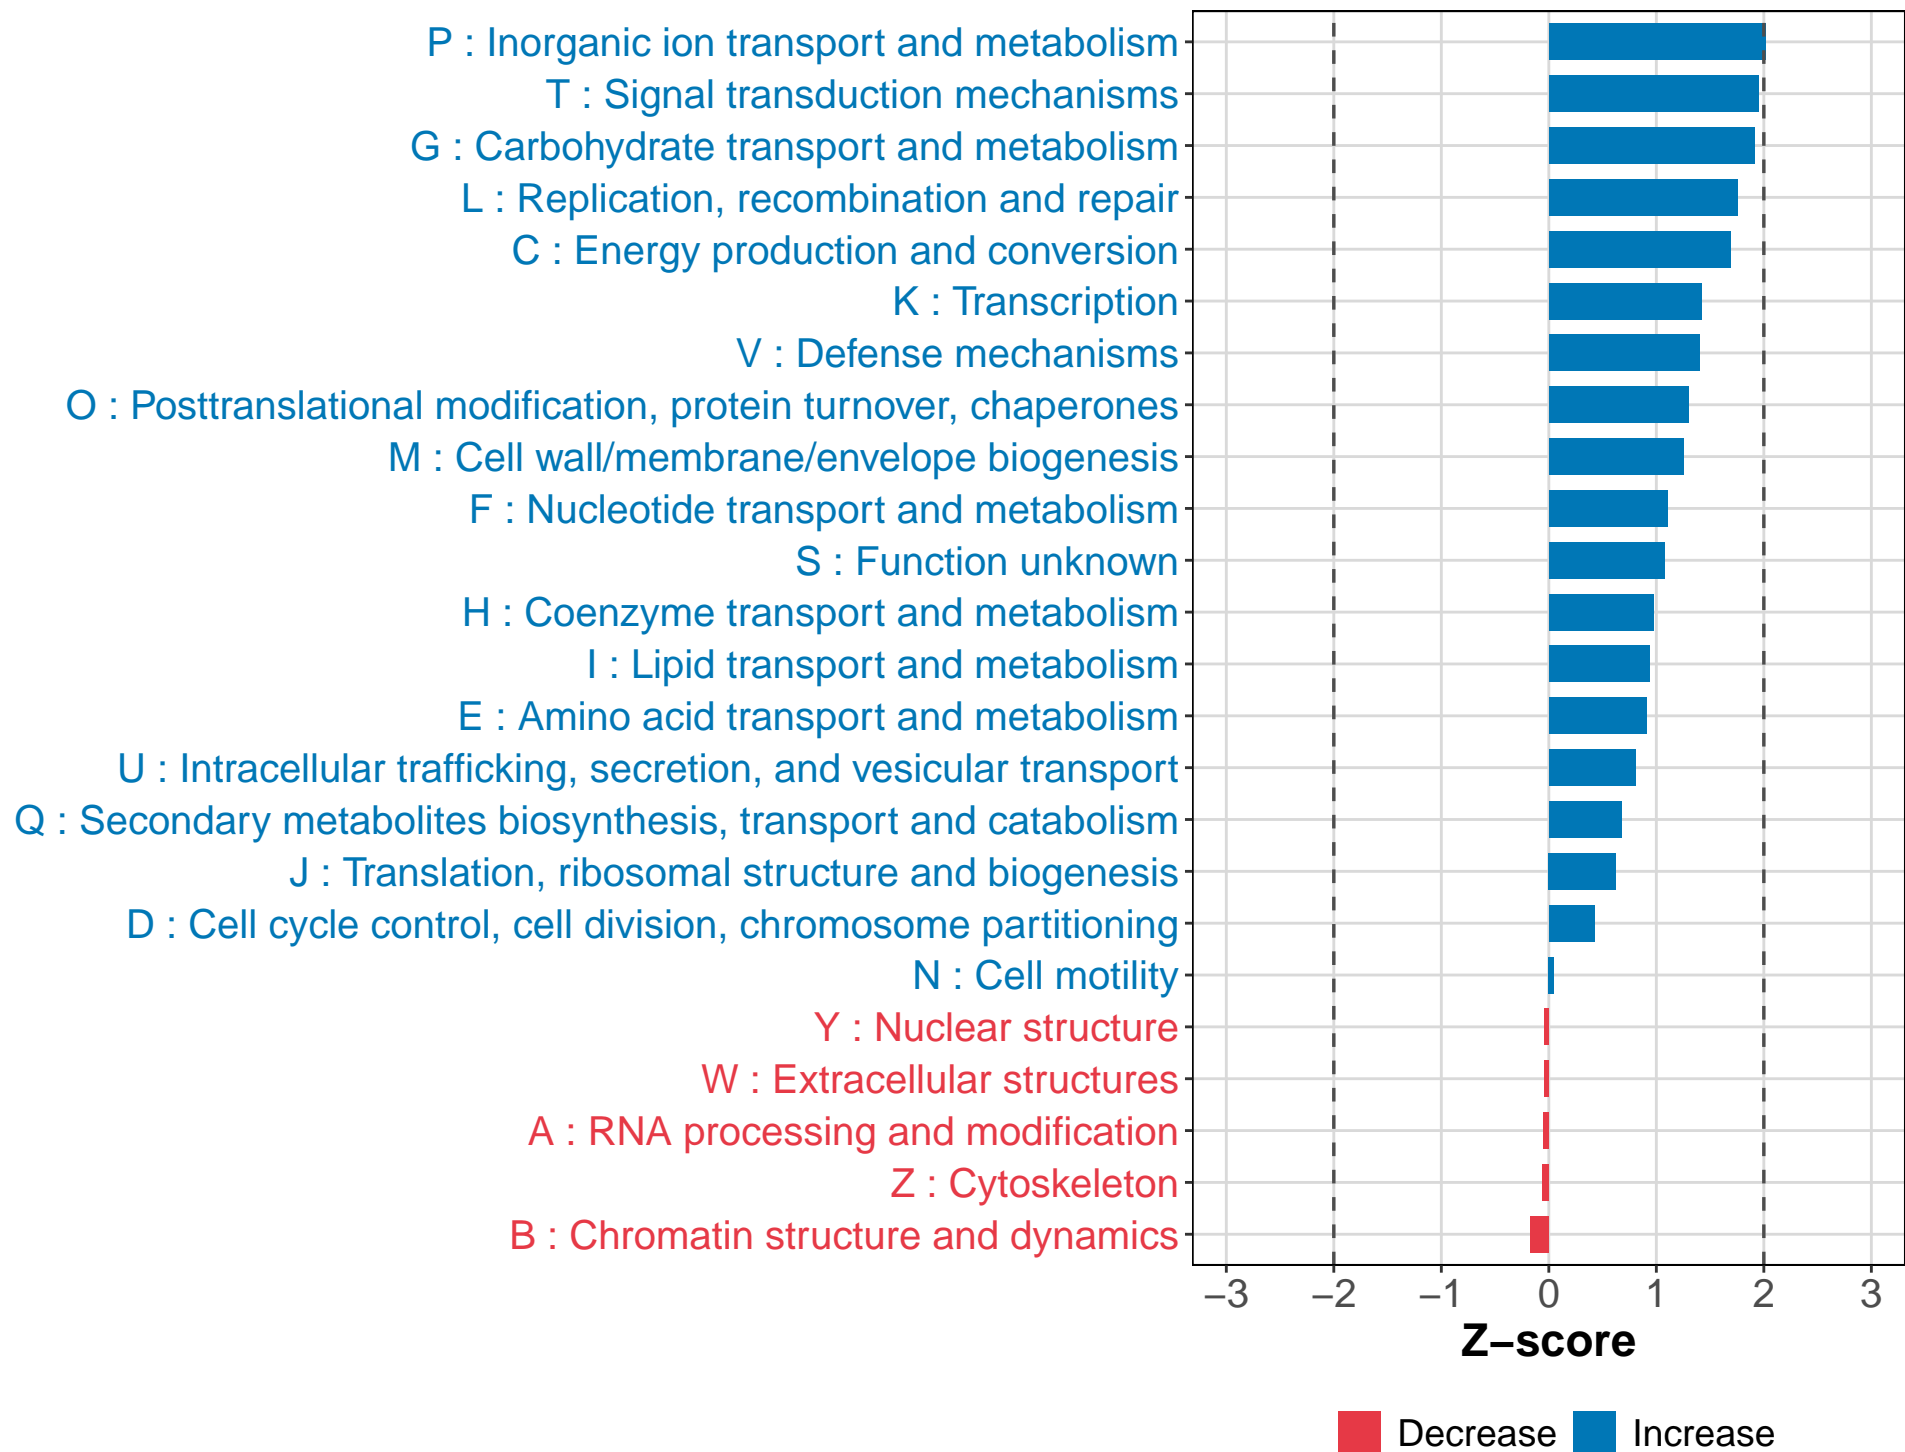 P : Inorganic ion transport and metabolism
T : Signal transduction mechanisms
G : Carbohydrate transport and metabolism
L : Replication, recombination and repair
C : Energy production and conversion
K : Transcription
V : Defense mechanisms
O : Posttranslational modification, protein turnover, chaperones
M : Cell wall/membrane/envelope biogenesis
F : Nucleotide transport and metabolism
S : Function unknown
H : Coenzyme transport and metabolism
I : Lipid transport and metabolism
E : Amino acid transport and metabolism
U : Intracellular trafficking, secretion, and vesicular transport
Q : Secondary metabolites biosynthesis, transport and catabolism
J : Translation, ribosomal structure and biogenesis
D : Cell cycle control, cell division, chromosome partitioning
N : Cell motility
Y : Nuclear structure
W : Extracellular structures
A : RNA processing and modification
Z : Cytoskeleton
B : Chromatin structure and dynamics
−3 −2 −1 0 1 2 3
Z−score
Decrease Increase